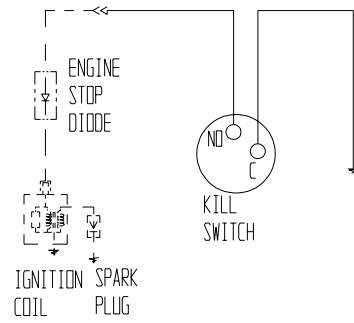 ENGINE
STOP
DIODE
NO
C
KILL
SWITCH
IGNITION
COIL
SPARK
PLUG